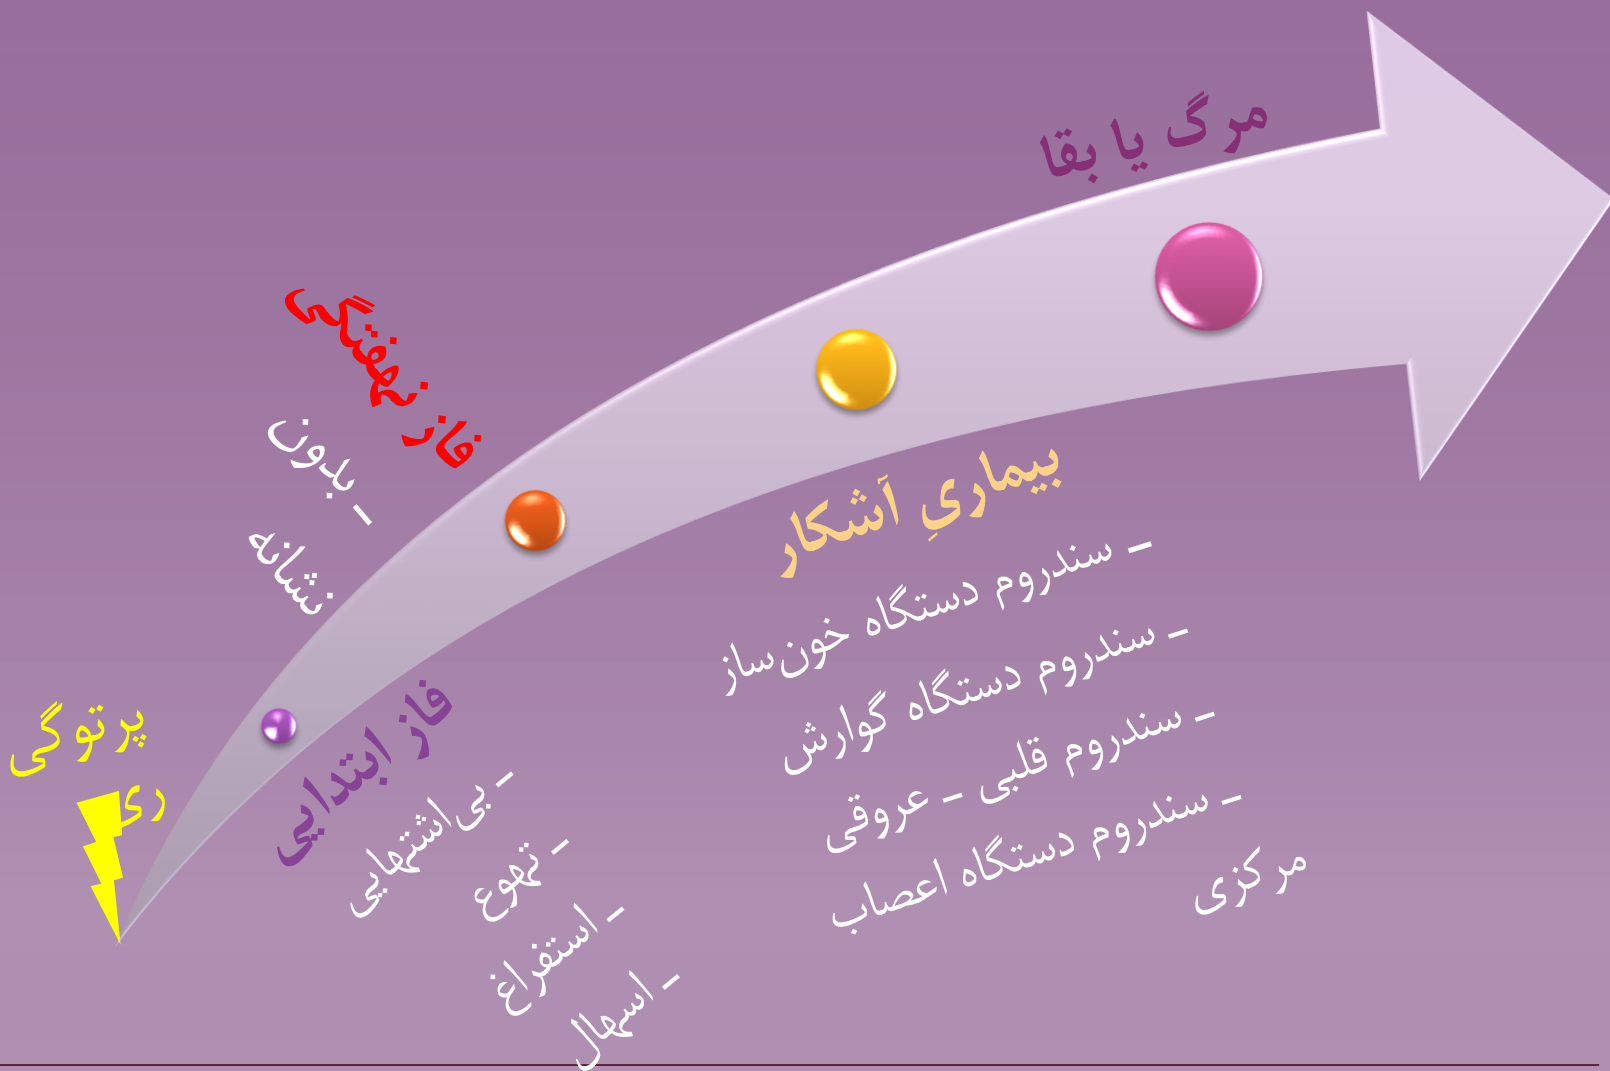 پرتوگی
ری
فاز ابتدایی
ـ بی‌اشتهایی
ـ تهوع
ـ استفراغ
ـ اسهال
فاز نهفتگی
ـ بدون
نشانه
بیماریِ آشکار
ـ سندروم دستگاه خون‌ساز
ـ سندروم دستگاه گوارش
ـ سندروم قلبی ـ عروقی
ـ سندروم دستگاه اعصاب
مرکزی
مرگ یا بقا